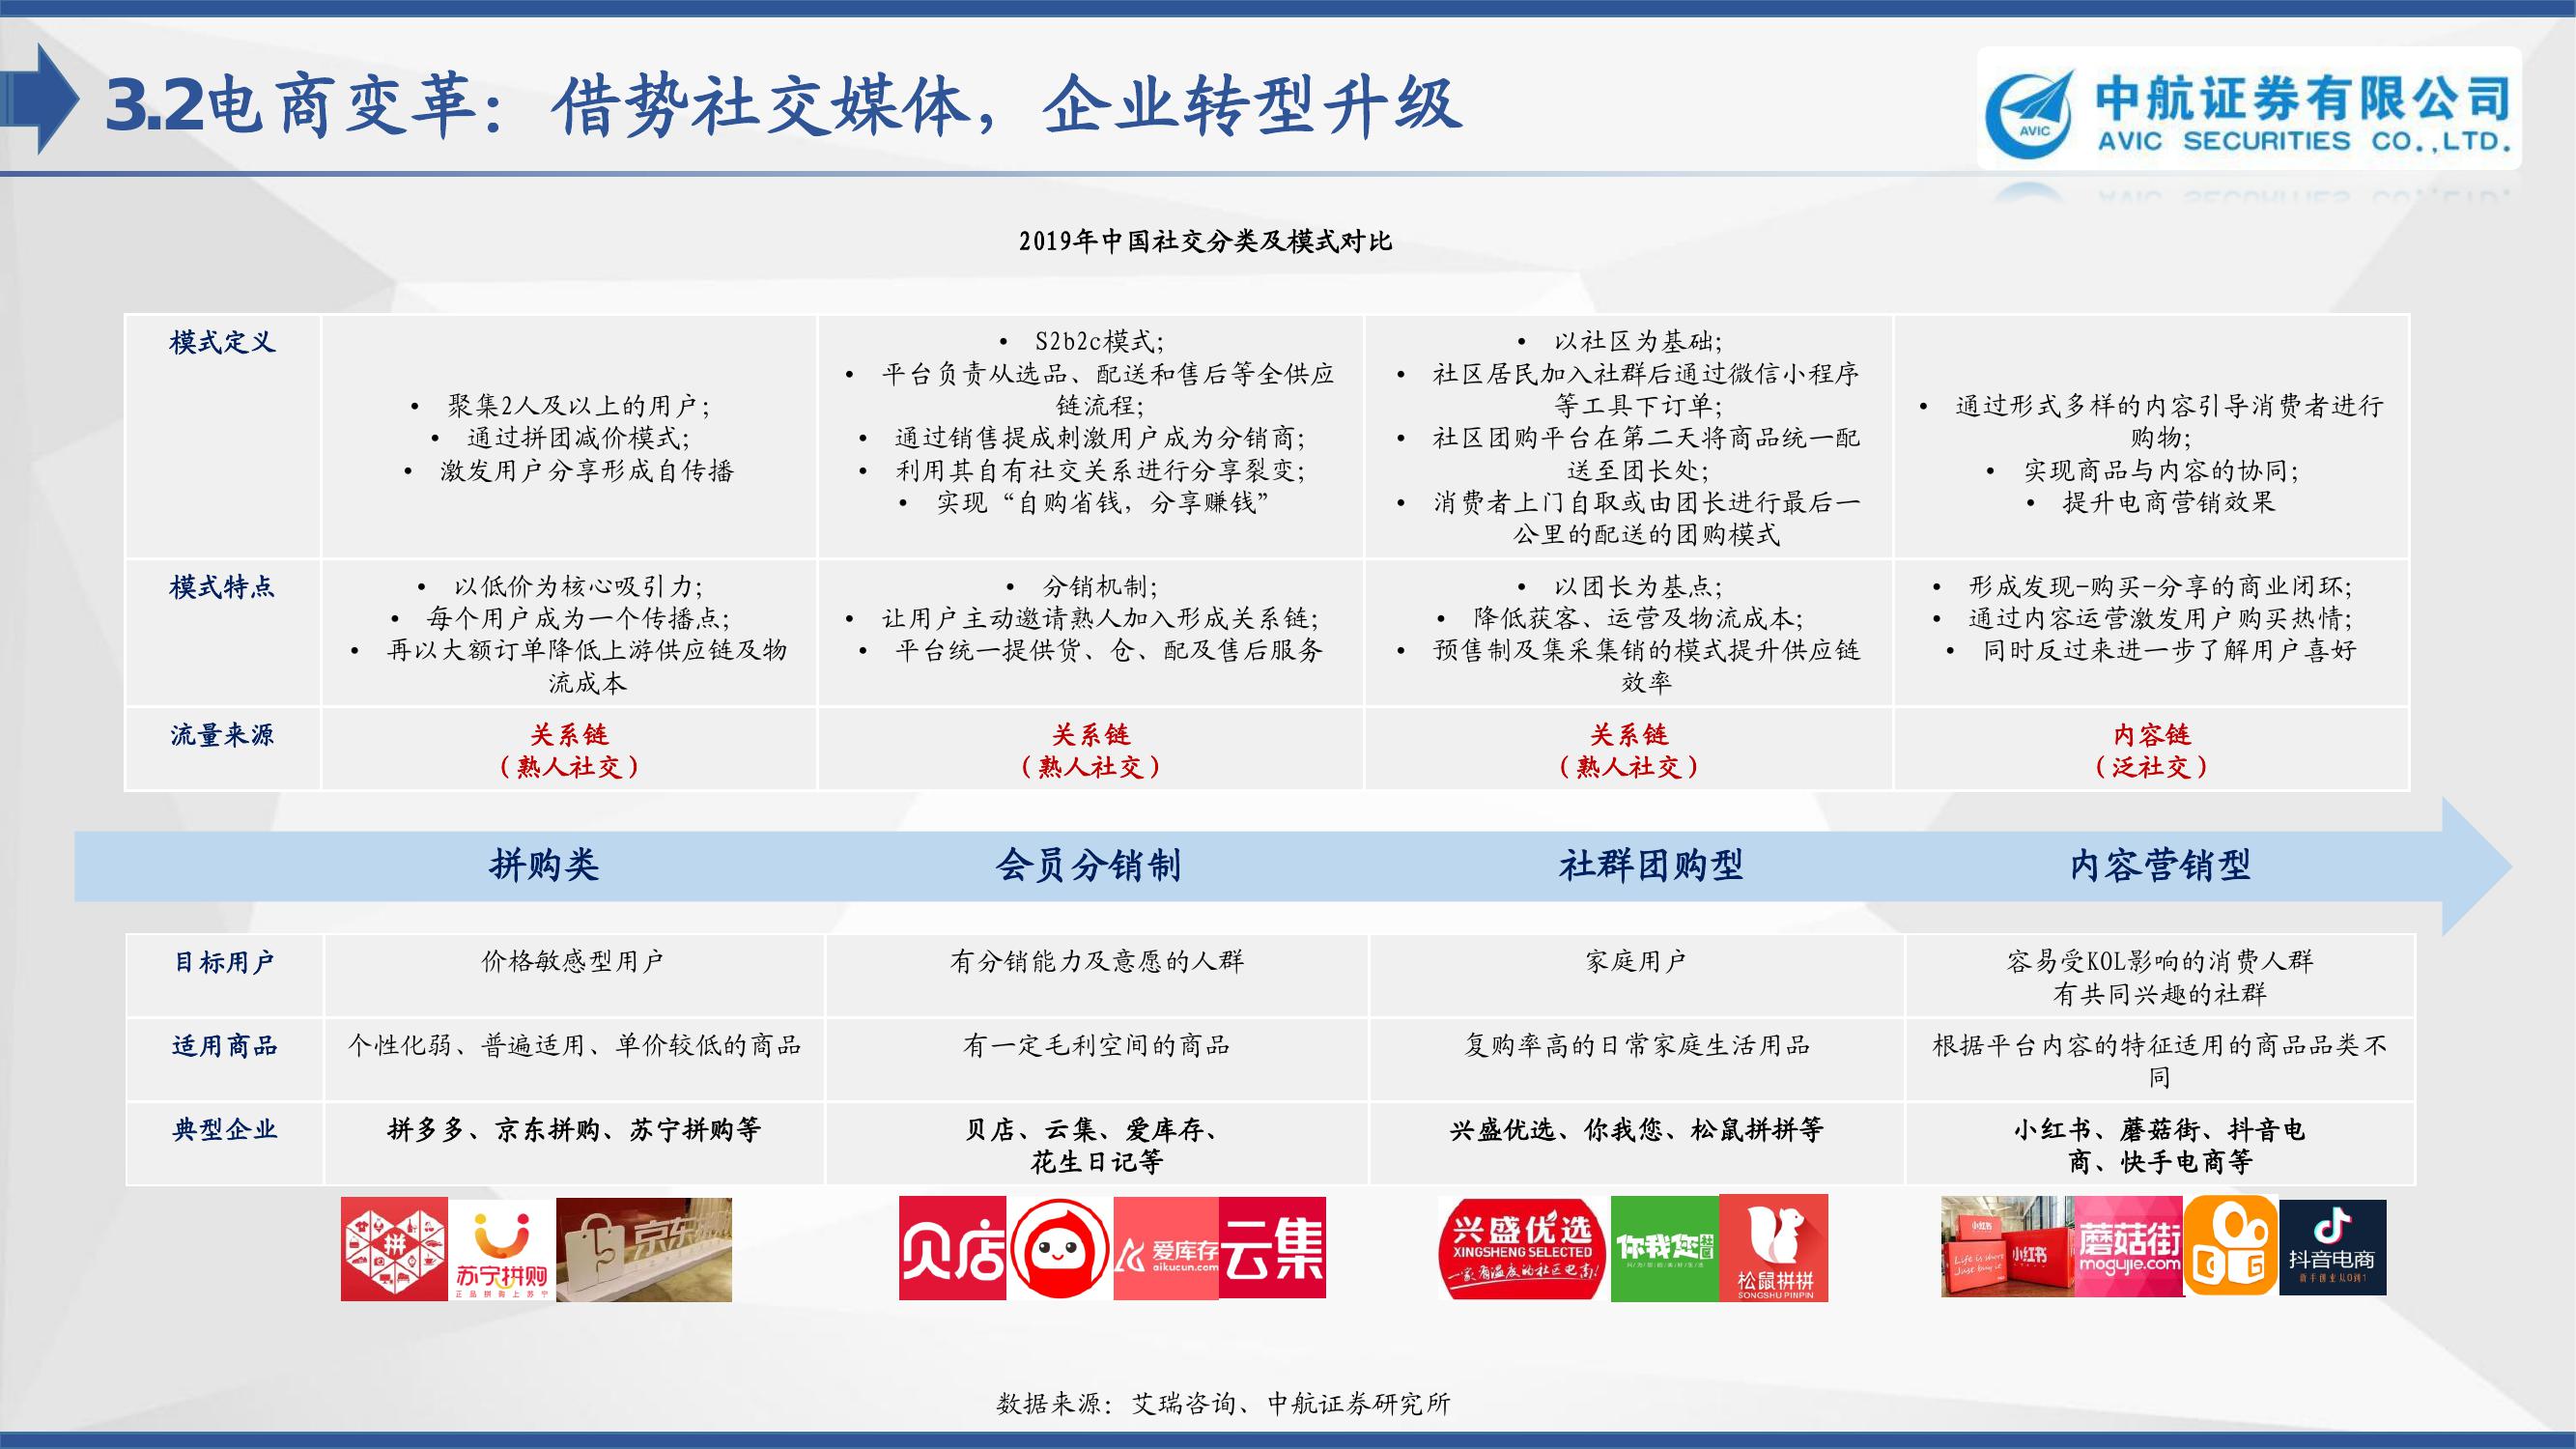 3.2电商变革：借势社交媒体，企业转型升级
AVIC
中航证券有限公司
AVIC SECURITIES CO.,LTD.
2019年中国社交分类及模式对比
模式定义
• 聚集2人及以上的用户；
• 通过拼团减价模式；
• 激发用户分享形成自传播
• S2b2c模式；
• 平台负责从选品、配送和售后等全供应
链流程；
• 通过销售提成刺激用户成为分销商；
• 利用其自有社交关系进行分享裂变；
• 实现“自购省钱，分享赚钱”
• 以社区为基础；
• 社区居民加入社群后通过微信小程序
等工具下订单；
• 社区团购平台在第二天将商品统一配
送至团长处；
• 消费者上门自取或由团长进行最后一
公里的配送的团购模式
• 通过形式多样的内容引导消费者进行
购物；
• 实现商品与内容的协同；
• 提升电商营销效果
模式特点
• 以低价为核心吸引力；
• 每个用户成为一个传播点；
• 再以大额订单降低上游供应链及物
流成本
• 分销机制；
• 让用户主动邀请熟人加入形成关系链；
• 平台统一提供货、仓、配及售后服务
• 以团长为基点；
• 降低获客、运营及物流成本；
• 预售制及集采集销的模式提升供应链
效率
• 形成发现-购买-分享的商业闭环；
• 通过内容运营激发用户购买热情；
• 同时反过来进一步了解用户喜好
流量来源
关系链
（熟人社交）
关系链
（熟人社交）
关系链
（熟人社交）
内容链
（泛社交）
拼购类
会员分销制
社群团购型
内容营销型
目标用户
价格敏感型用户
有分销能力及意愿的人群
家庭用户
容易受KOL影响的消费人群
有共同兴趣的社群
适用商品
个性化弱、普遍适用、单价较低的商品
有一定毛利空间的商品
复购率高的日常家庭生活用品
根据平台内容的特征适用的商品品类不
同
典型企业
拼多多、京东拼购、苏宁拼购等
贝店、云集、爱库存、
花生日记等
兴盛优选、你我您、松鼠拼拼等
小红书、蘑菇街、抖音电
商、快手电商等
拼
苏宁拼购
正品拼购上苏宁
京东
贝店
爱库存
aikucun.com
云集
兴盛优选
XINGSHENG SELECTED
一家有温度的社区电商!
你我您社区
松鼠拼拼
SONGSHU PINPIN
小红书
Life is short
Just buy it
小红书
蘑菇街
mogujie.com
抖音电商
新手创业从0到1
数据来源：艾瑞咨询、中航证券研究所